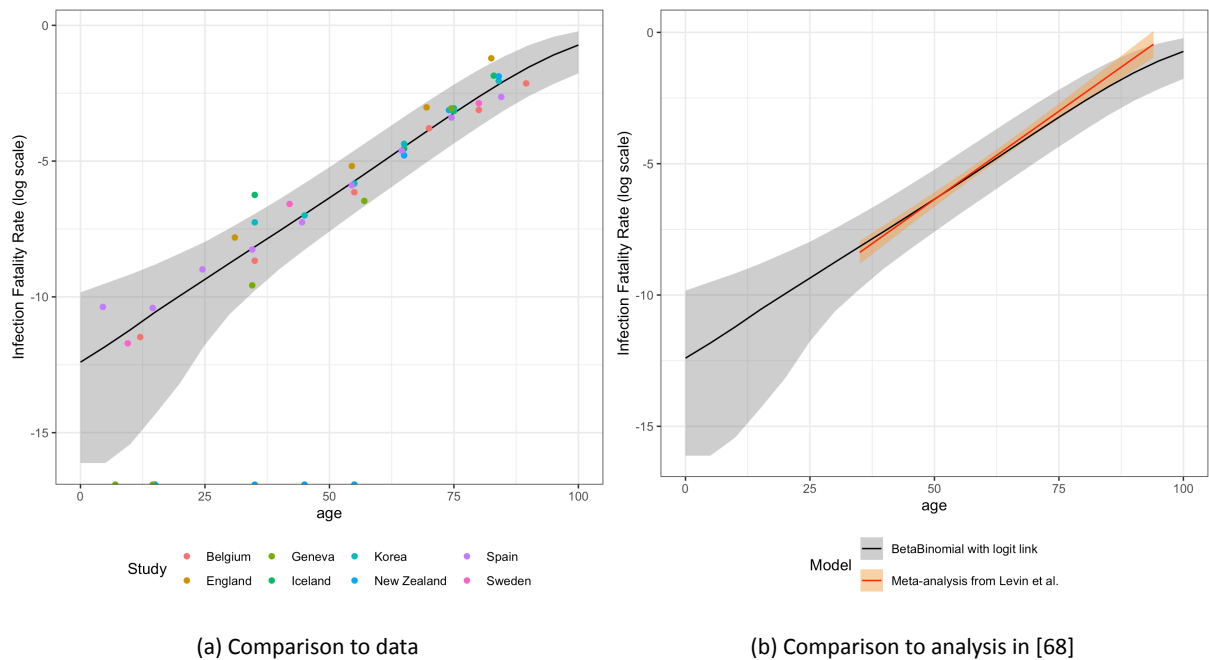 0
-5
-10
-15
Infection Fatality Rate (log scale)
0 25 50 75 100
age
Study
Belgium Geneva Korea Spain
England Iceland New Zealand Sweden
(a) Comparison to data
0
-5
-10
-15
Infection Fatality Rate (log scale)
0 25 50 75 100
age
Model
BetaBinomial with logit link
Meta-analysis from Levin et al.
(b) Comparison to analysis in [68]